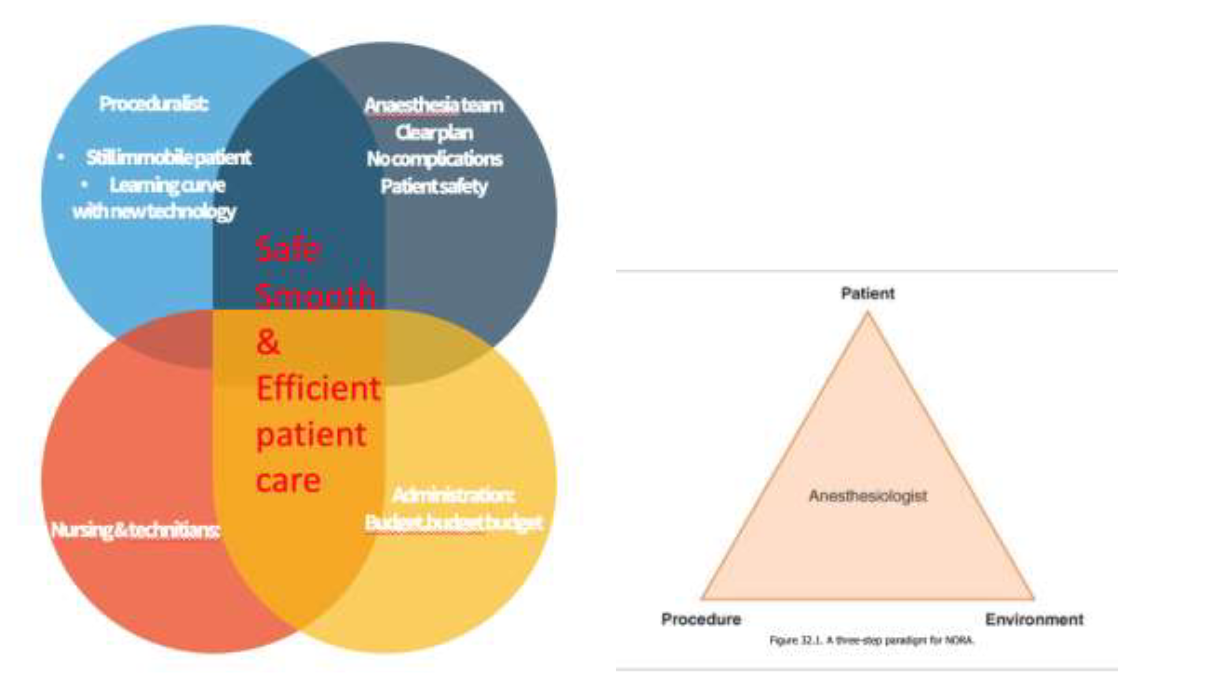 Proceduralist:
• Still immobile patient
• Learning curve
with new technology
Anaesthesia team
Clear plan
No complications
Patient safety
Safe
Smooth
&
Efficient
patient
care
Nursing & technitians:
Administration:
Budget, budget budget
Patient
Anesthesiologist
Procedure
Environment
Figure 32.1. A three-step paradigm for NORA.